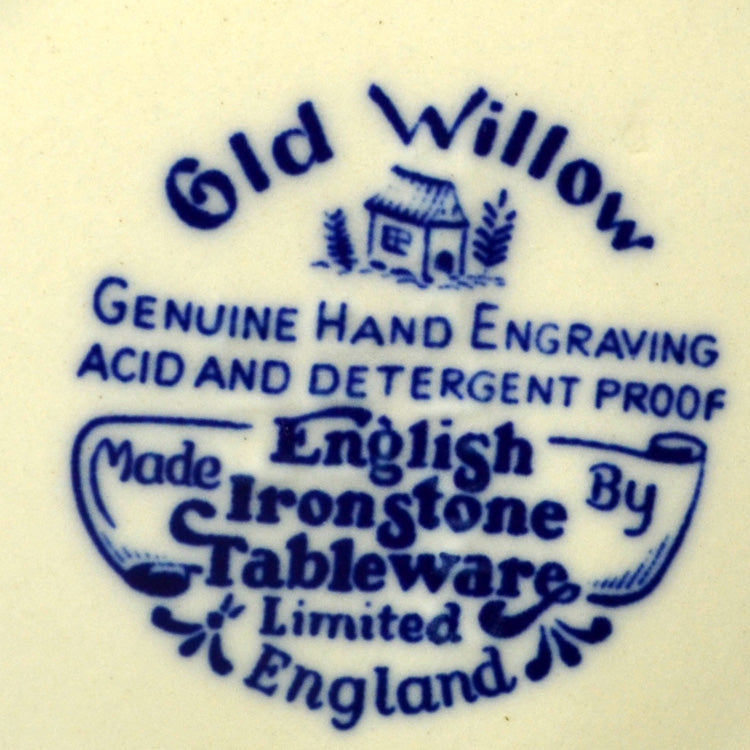 Old Willow
GENUINE HAND ENGRAVING
ACID AND DETERGENT PROOF
Made English By
Ironstone
Tableware
Limited
England